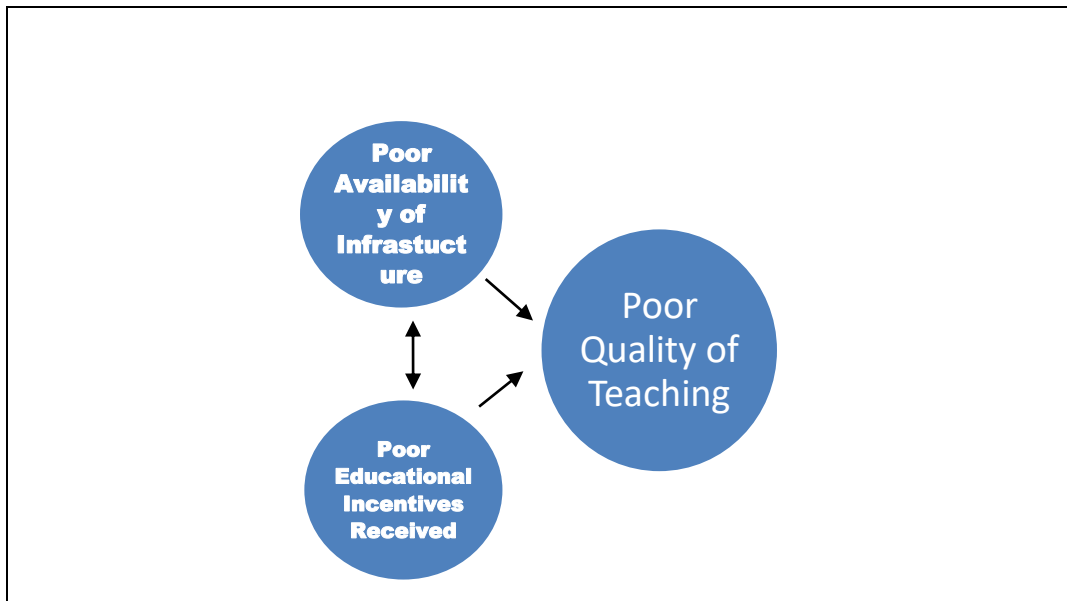 Poor
Availabilit
y of
Infrastuct
ure
Poor
Quality of
Teaching
Poor
Educational
Incentives
Received